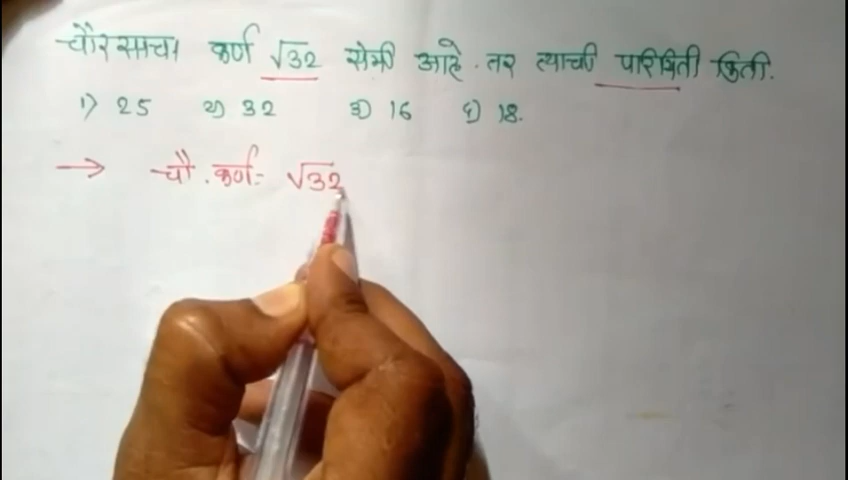 चौरसाचा कर्ण √32 सेमी आहे. तर त्याची परिमिती किती.
1) 25 2) 32 3) 16 4) 18.
→ चौ. कर्ण = √32